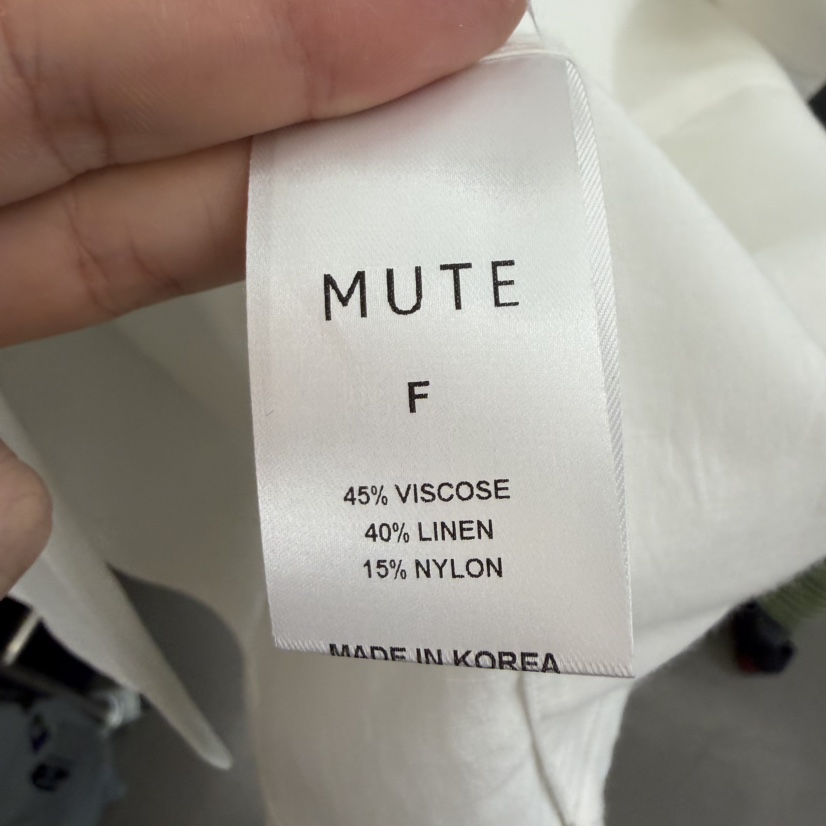 MUTE
F
45% VISCOSE
40% LINEN
15% NYLON
MADE IN KOREA